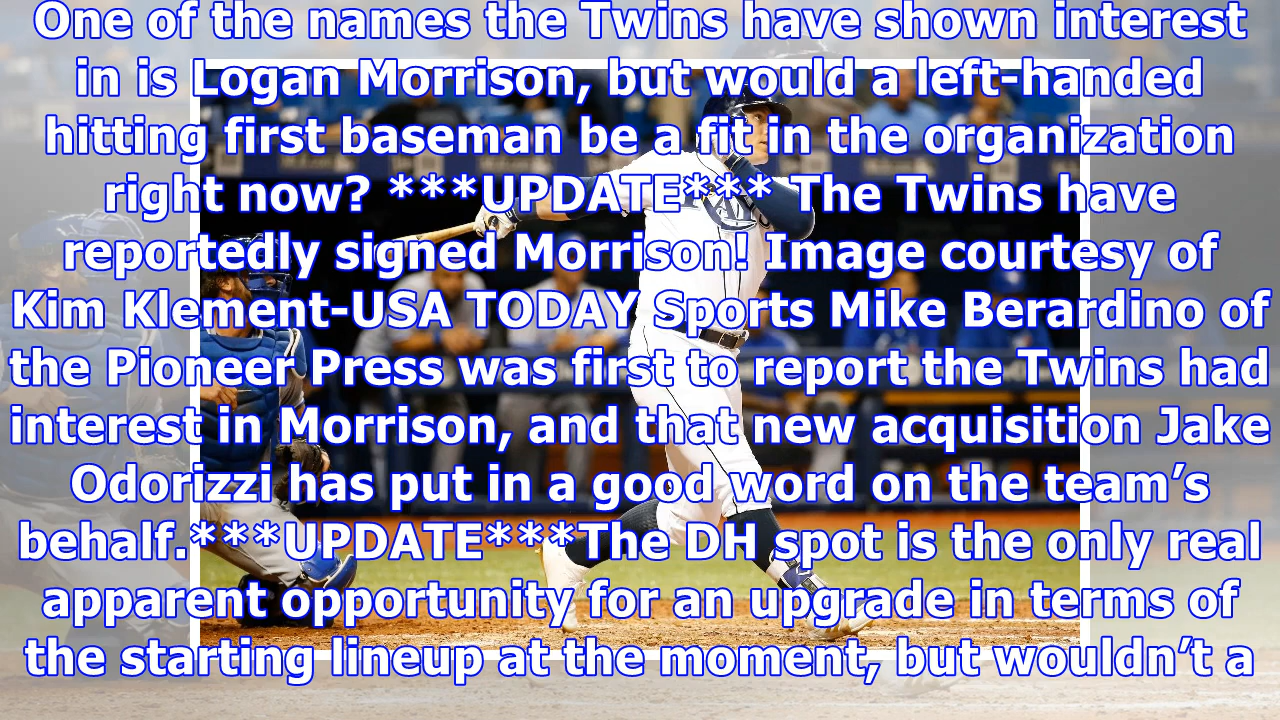 One of the names the Twins have shown interest
in is Logan Morrison, but would a left-handed
hitting first baseman be a fit in the organization
right now? ***UPDATE*** The Twins have
reportedly signed Morrison! Image courtesy of
Kim Klement-USA TODAY Sports Mike Berardino of
the Pioneer Press was first to report the Twins had
interest in Morrison, and that new acquisition Jake
Odorizzi has put in a good word on the team’s
behalf.***UPDATE***The DH spot is the only real
apparent opportunity for an upgrade in terms of
the starting lineup at the moment, but wouldn’t a